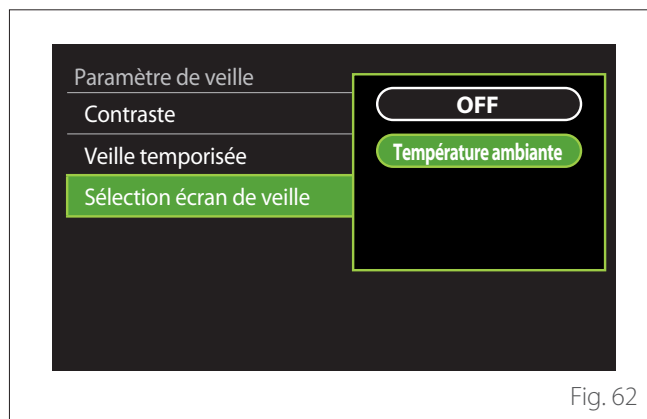 Paramètre de veille
Contraste
Veille temporisée
Sélection écran de veille
OFF
Température ambiante
Fig. 62